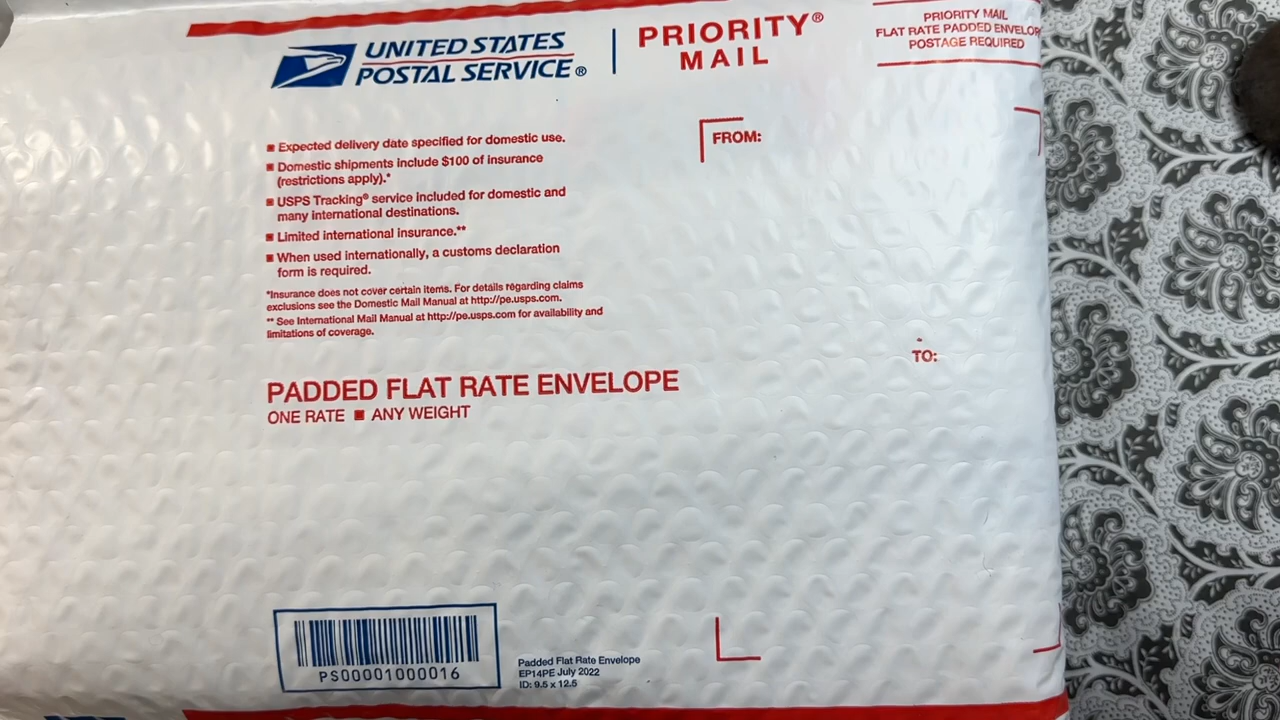 UNITED STATES
POSTAL SERVICE®
PRIORITY®
MAIL
PRIORITY MAIL
FLAT RATE PADDED ENVELOP
POSTAGE REQUIRED
■ Expected delivery date specified for domestic use.
■ Domestic shipments include $100 of insurance
(restrictions apply).*
■ USPS Tracking® service included for domestic and
many international destinations.
■ Limited international insurance.**
■ When used internationally, a customs declaration
form is required.
*Insurance does not cover certain items. For details regarding claims
exclusions see the Domestic Mail Manual at http://pe.usps.com.
** See International Mail Manual at http://pe.usps.com for availability and
limitations of coverage.
FROM:
TO:
PADDED FLAT RATE ENVELOPE
ONE RATE ■ ANY WEIGHT
PS00001000016
Padded Flat Rate Envelope
EP14PE July 2022
ID: 9.5 x 12.5